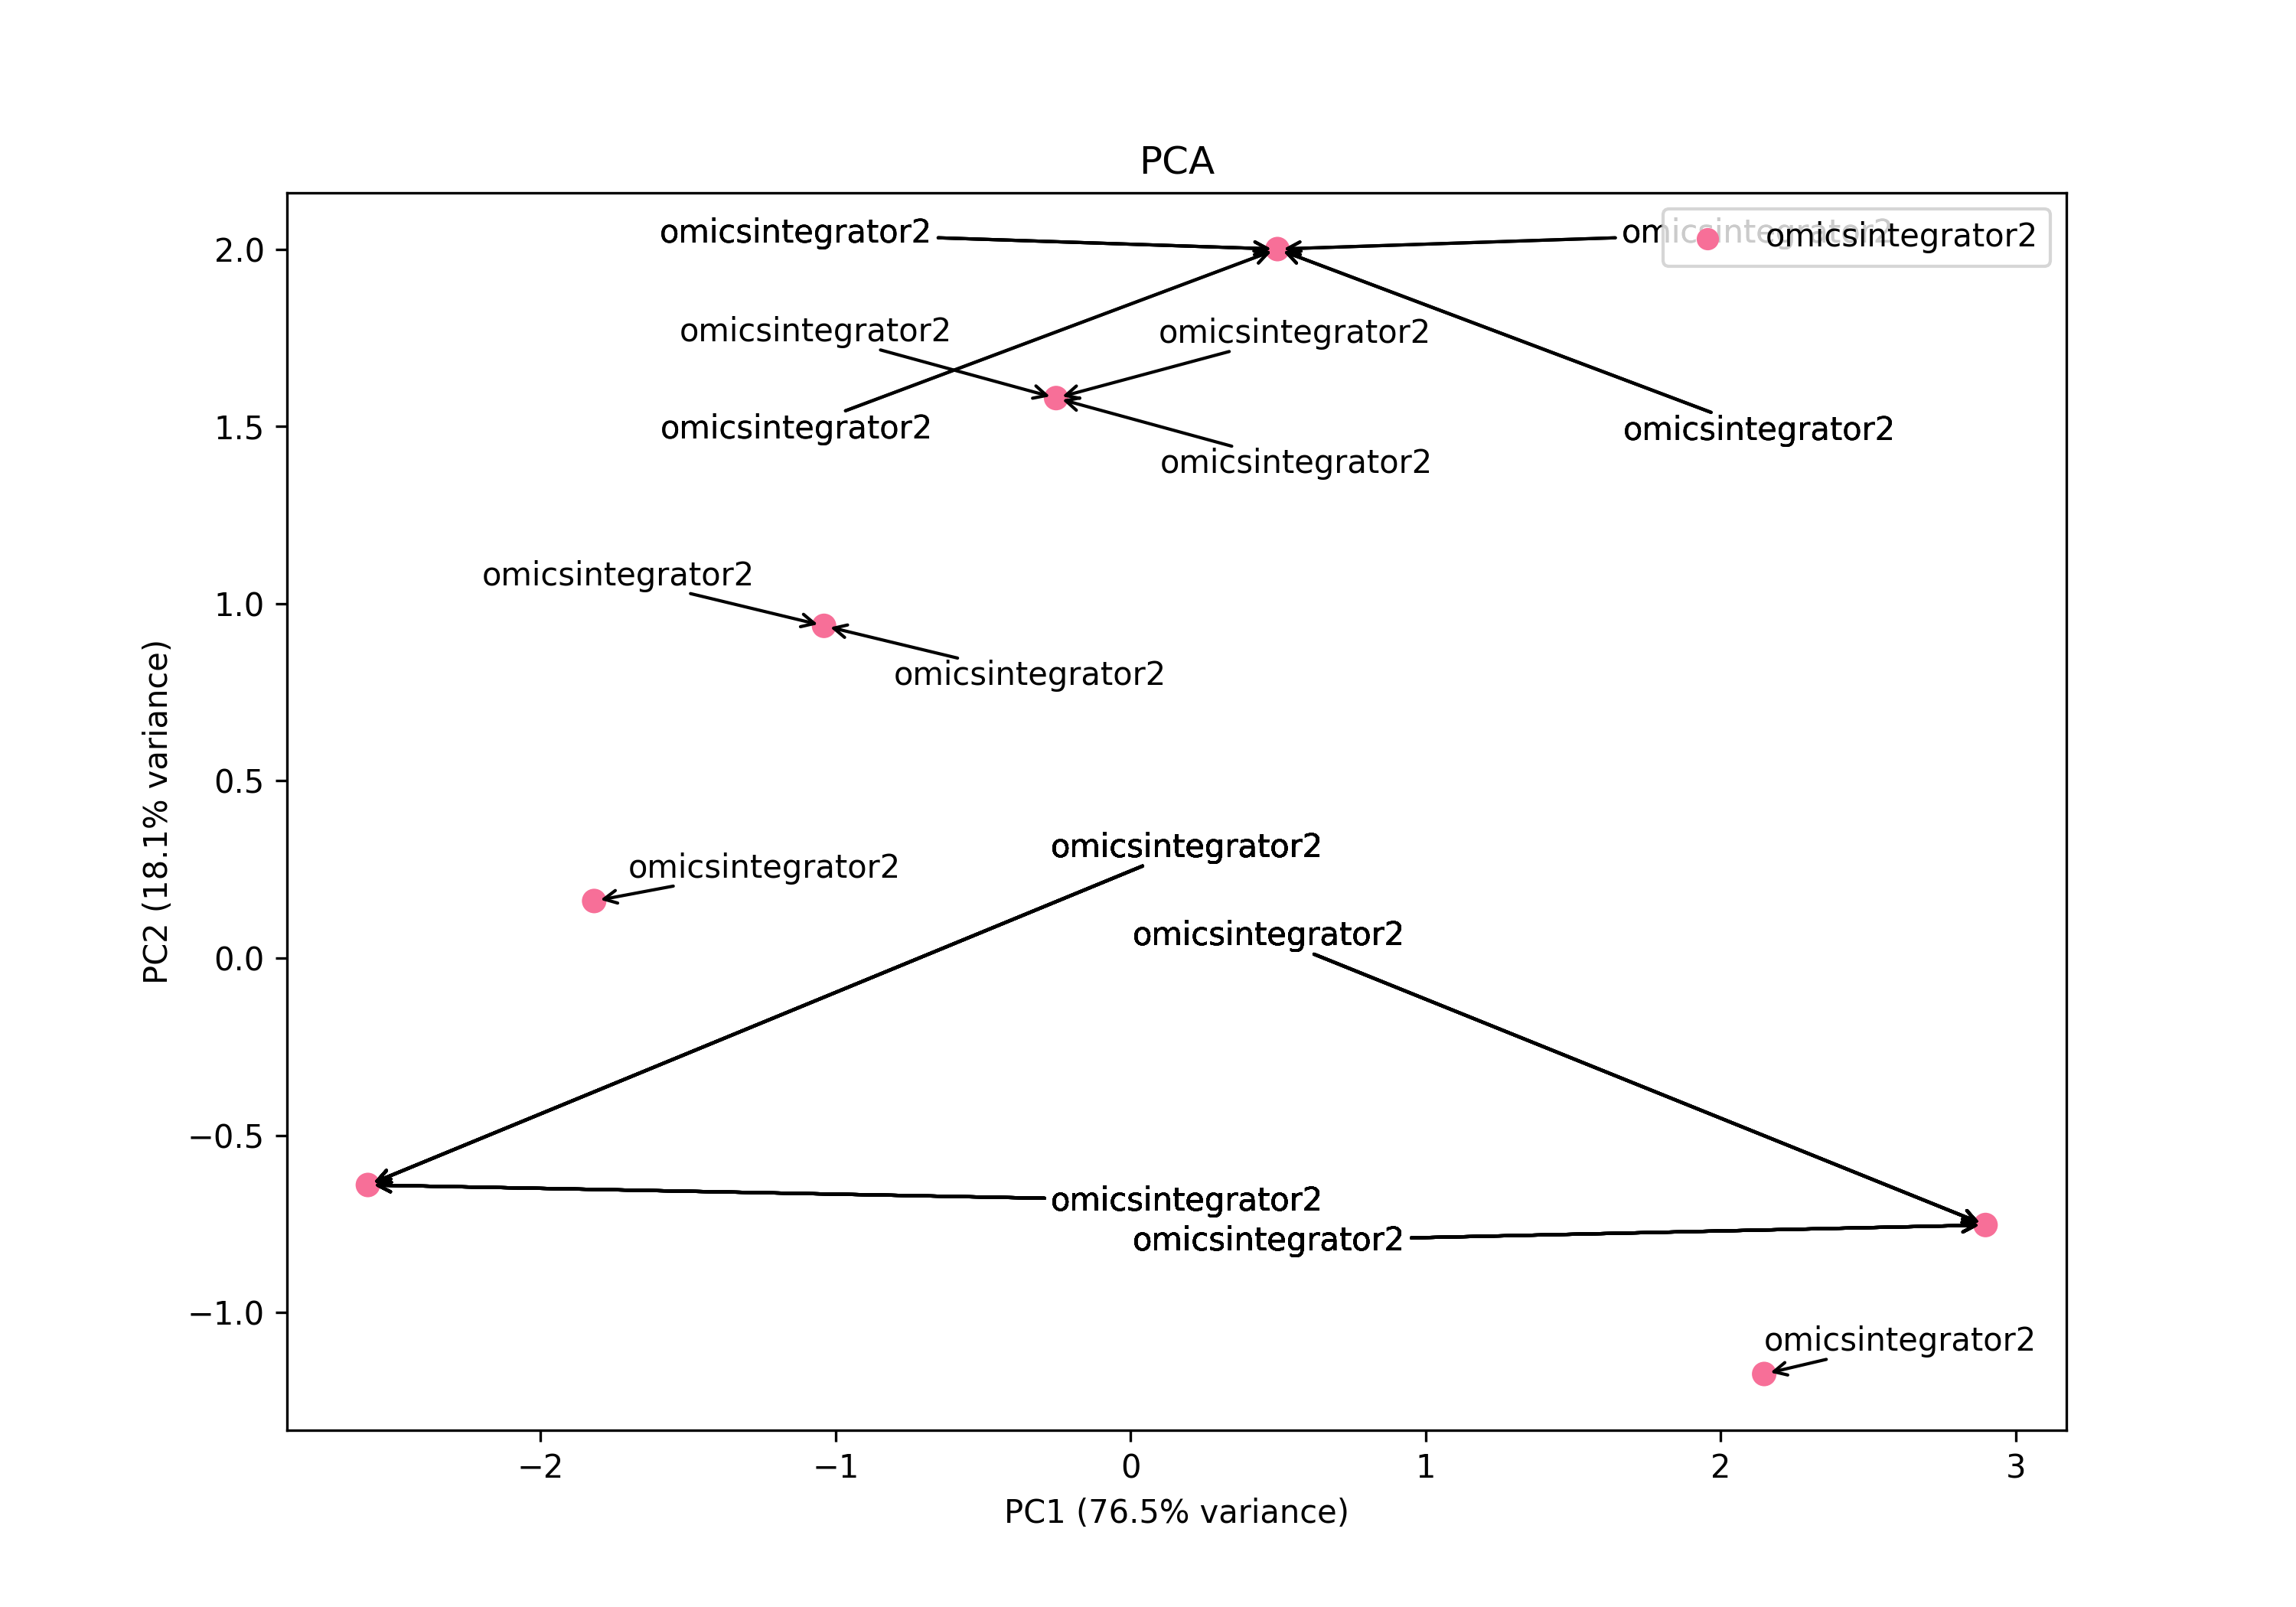 PCA
omicsintegrator2
omicsintegrator2
omicsintegrator2
2.0
omicsintegrator2
omicsintegrator2
omicsintegrator2
omicsintegrator2
1.5
omicsintegrator2
omicsintegrator2
1.0
omicsintegrator2
PC2 (18.1% variance)
0.5
omicsintegrator2
omicsintegrator2
omicsintegrator2
0.0
−0.5
omicsintegrator2
omicsintegrator2
−1.0
omicsintegrator2
−2
−1
0
1
2
3
PC1 (76.5% variance)